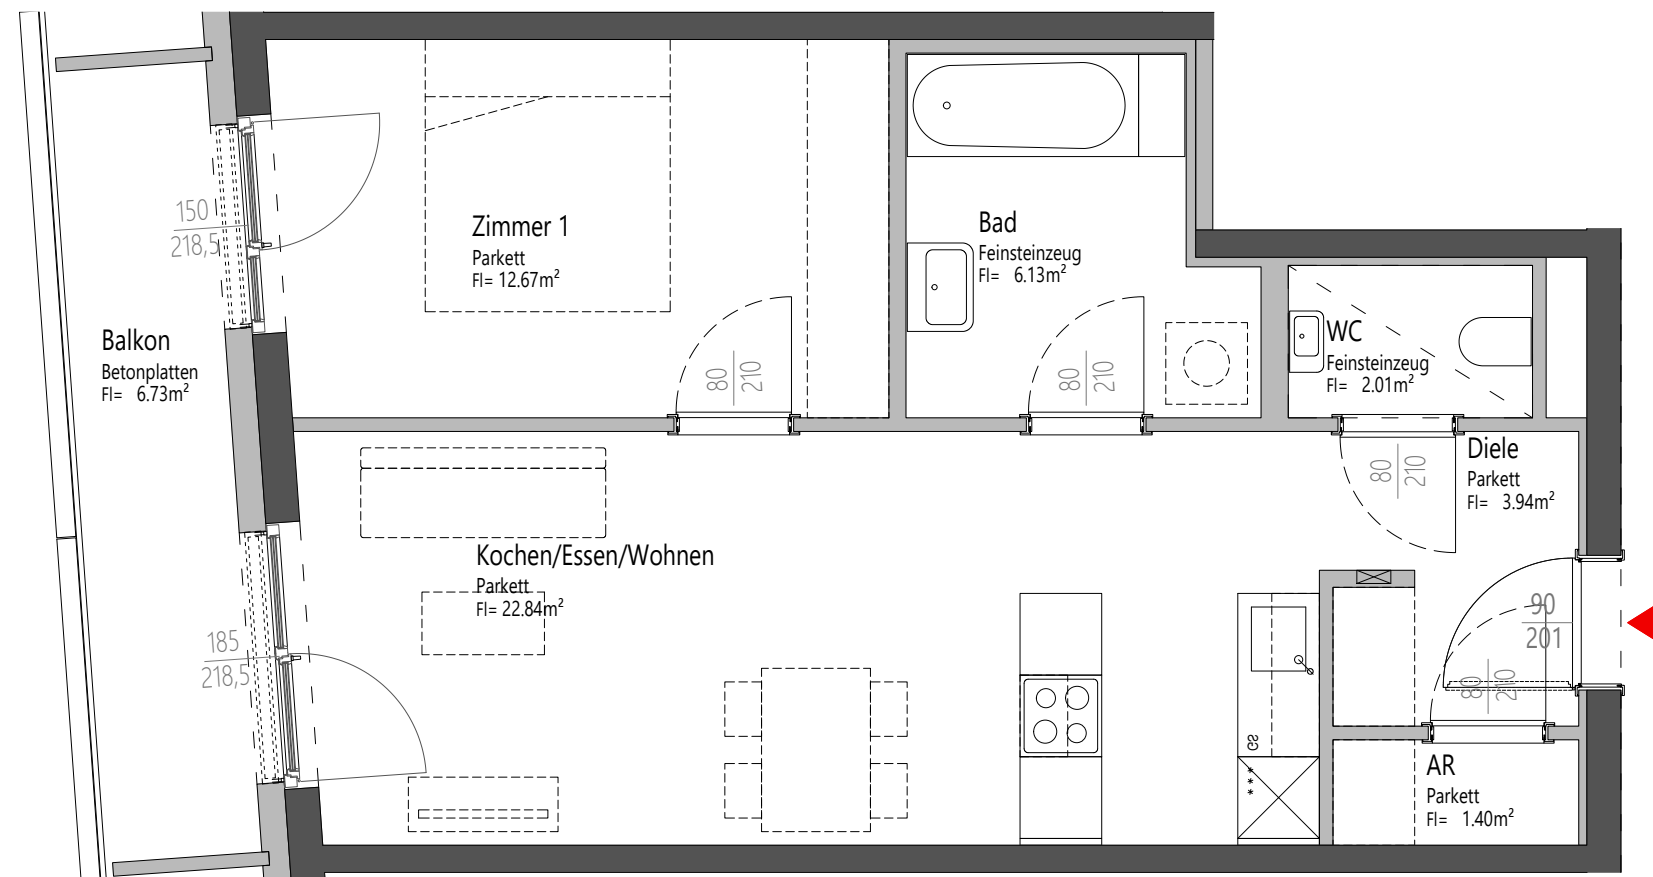 Zimmer 1
Parkett
Fl= 12.67m²
Bad
Feinsteinzeug
Fl= 6.13m²
WC
Feinsteinzeug
Fl= 2.01m²
Balkon
Betonplatten
Fl= 6.73m²
150
218,5
80
210
80
210
80
210
Diele
Parkett
Fl= 3.94m²
Kochen/Essen/Wohnen
Parkett
Fl= 22.84m²
185
218,5
90
201
80
210
GS
***
AR
Parkett
Fl= 1.40m²